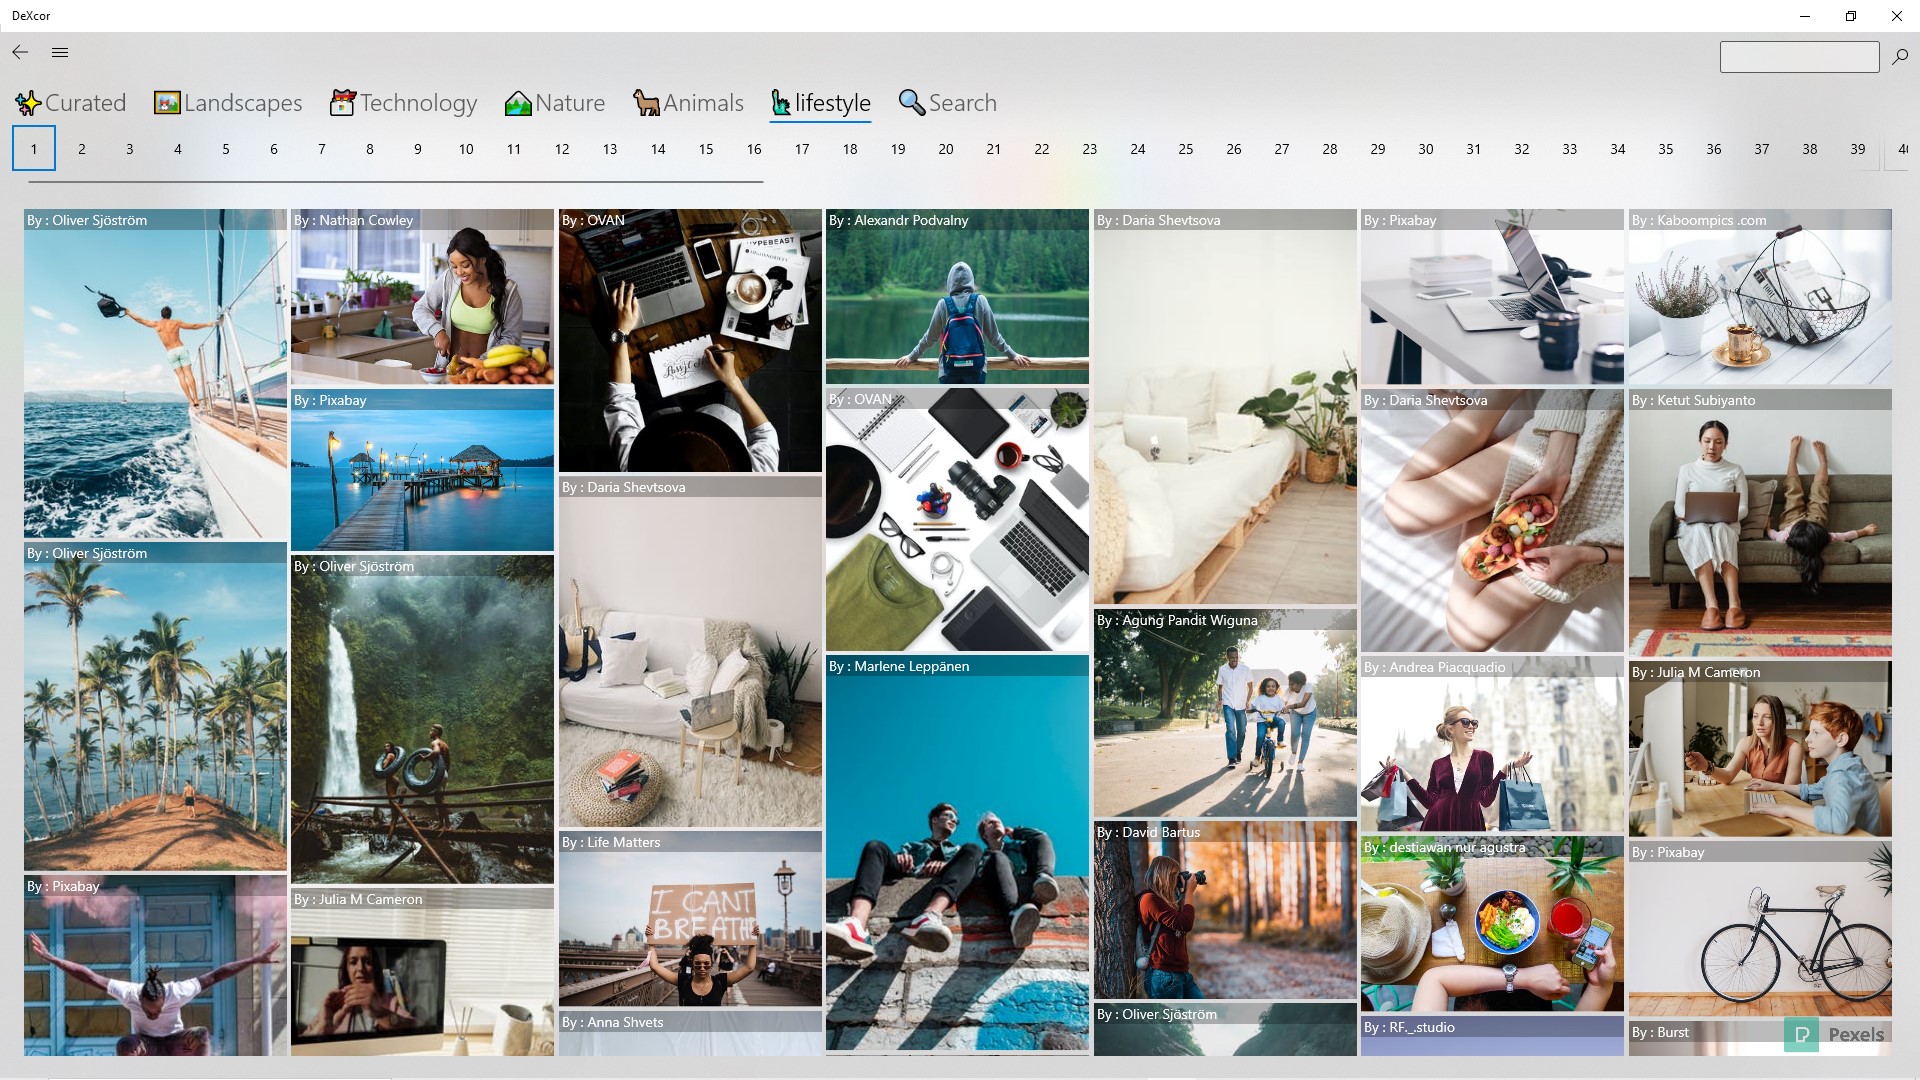 DeXcor
Curated Landscapes Technology Nature Animals lifestyle Search
1 2 3 4 5 6 7 8 9 10 11 12 13 14 15 16 17 18 19 20 21 22 23 24 25 26 27 28 29 30 31 32 33 34 35 36 37 38 39
By : Oliver Sjöström
By : Nathan Cowley
By : OVAN
By : Alexandr Podvalny
By : Daria Shevtsova
By : Pixabay
By : Kaboompics .com
HYPEBEAST
By : Pixabay
By : OVAN
By : Daria Shevtsova
By : Ketut Subiyanto
By : Daria Shevtsova
By : Oliver Sjöström
By : Oliver Sjöström
By : Agung Pandit Wiguna
By : Marlene Leppänen
By : Andrea Piacquadio
By : Julia M Cameron
By : David Bartus
By : Life Matters
By : destiawan nur agustra
By : Pixabay
By : Pixabay
By : Julia M Cameron
I CANT
BREATHE
By : Oliver Sjöström
By : Anna Shvets
By : RF._.studio
By : Burst
Pexels